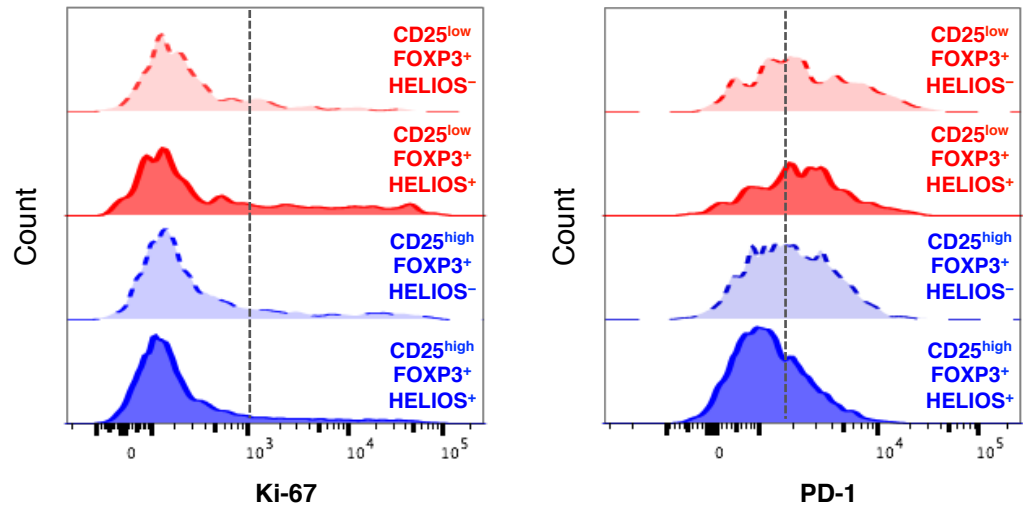 Count
CD25low
FOXP3+
HELIOS−
CD25low
FOXP3+
HELIOS+
CD25high
FOXP3+
HELIOS−
CD25high
FOXP3+
HELIOS+
0 10³ 10⁴ 10⁵
Ki-67
Count
CD25low
FOXP3+
HELIOS−
CD25low
FOXP3+
HELIOS+
CD25high
FOXP3+
HELIOS−
CD25high
FOXP3+
HELIOS+
0 10⁴ 10⁵
PD-1